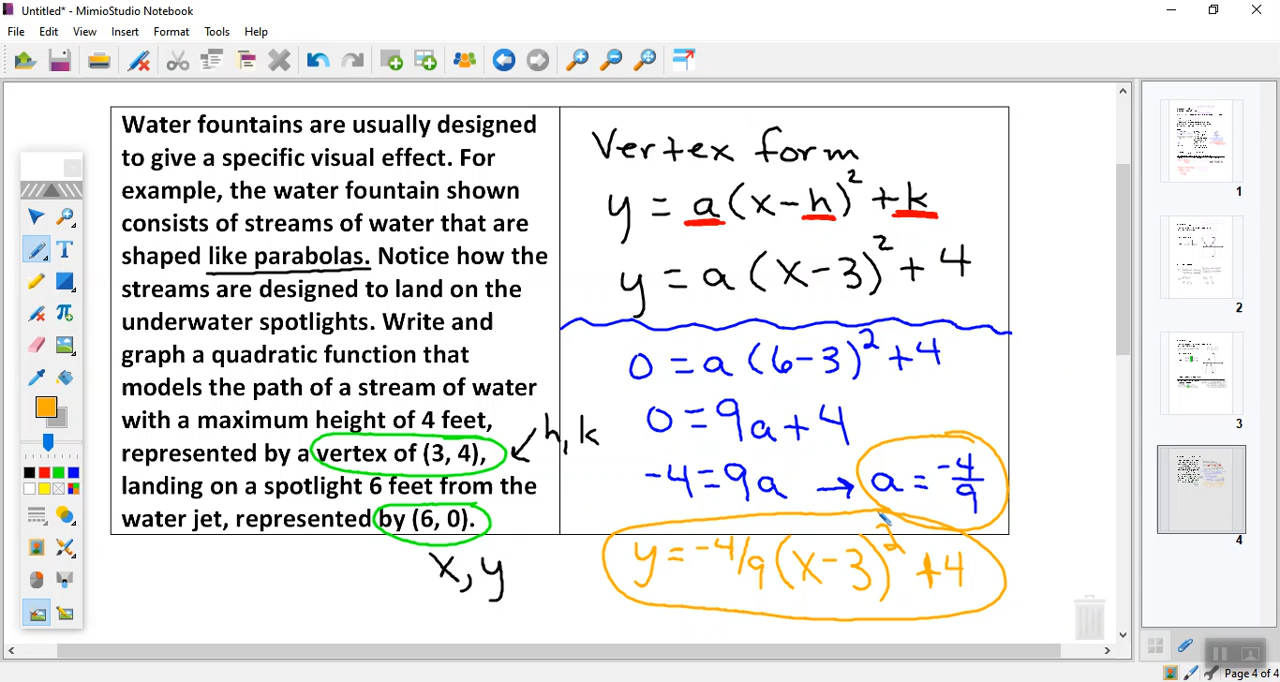 Untitled* - MimioStudio Notebook
File Edit View Insert Format Tools Help
Water fountains are usually designed
to give a specific visual effect. For
example, the water fountain shown
consists of streams of water that are
shaped like parabolas. Notice how the
streams are designed to land on the
underwater spotlights. Write and
graph a quadratic function that
models the path of a stream of water
with a maximum height of 4 feet,
represented by a vertex of (3, 4),
landing on a spotlight 6 feet from the
water jet, represented by (6, 0).
h, k
x, y
Vertex form
y = a(x-h)² + k
y = a(x-3)² + 4
0 = a(6-3)² + 4
0 = 9a + 4
-4 = 9a → a = -4/9
y = -4/9(x-3)² + 4
1
2
3
4
Page 4 of 4